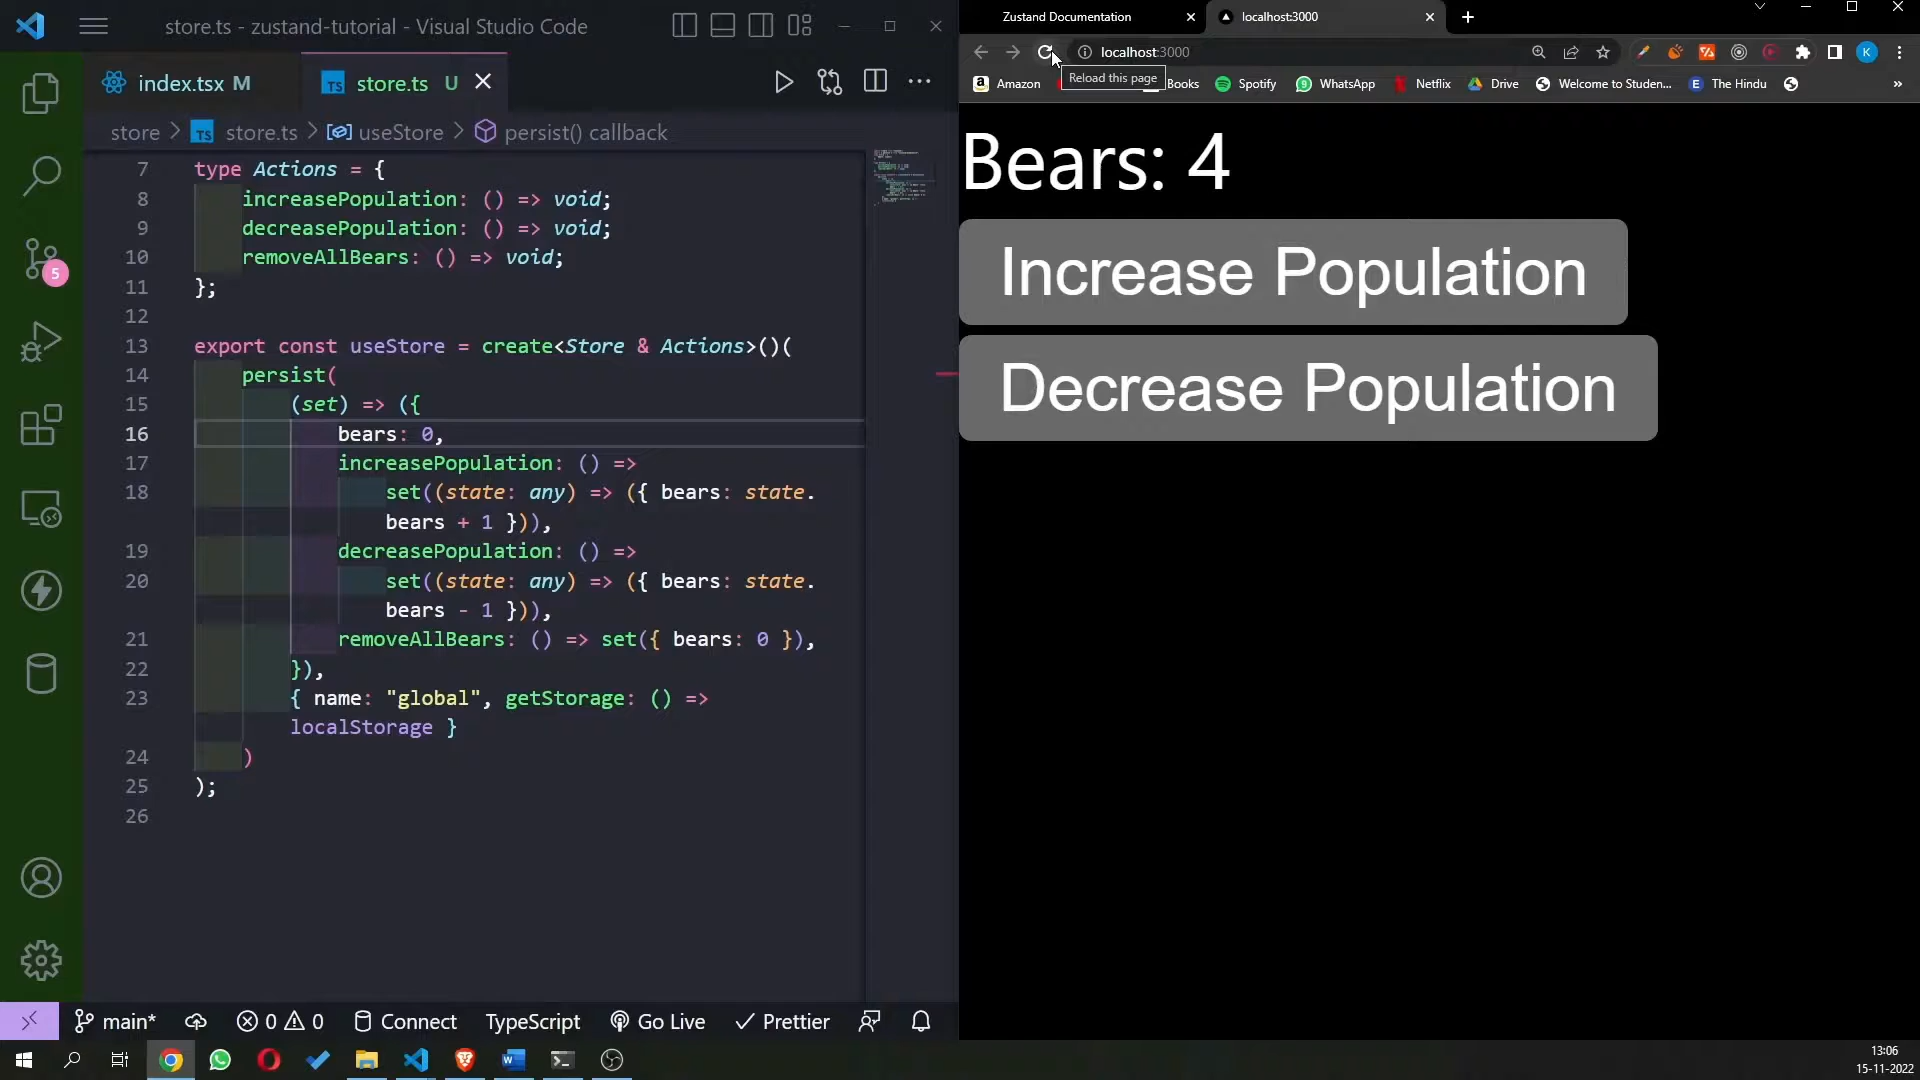 store.ts - zustand-tutorial - Visual Studio Code
index.tsx M
store.ts U
store > store.ts > useStore > persist() callback
7 type Actions = {
8 increasePopulation: () => void;
9 decreasePopulation: () => void;
10 removeAllBears: () => void;
11 };
12
13 export const useStore = create<Store & Actions>()(
14 persist(
15 (set) => ({
16 bears: 0,
17 increasePopulation: () =>
18 set((state: any) => ({ bears: state.
bears + 1 })),
19 decreasePopulation: () =>
20 set((state: any) => ({ bears: state.
bears - 1 })),
21 removeAllBears: () => set({ bears: 0 }),
22 }),
23 { name: "global", getStorage: () =>
localStorage }
24 )
25 );
26
5
main* 0 0 Connect TypeScript Go Live Prettier
Zustand Documentation
localhost:3000
localhost:3000
K
Reload this page
Amazon Books Spotify WhatsApp Netflix Drive Welcome to Studen... The Hindu
Bears: 4
Increase Population
Decrease Population
13:06
15-11-2022